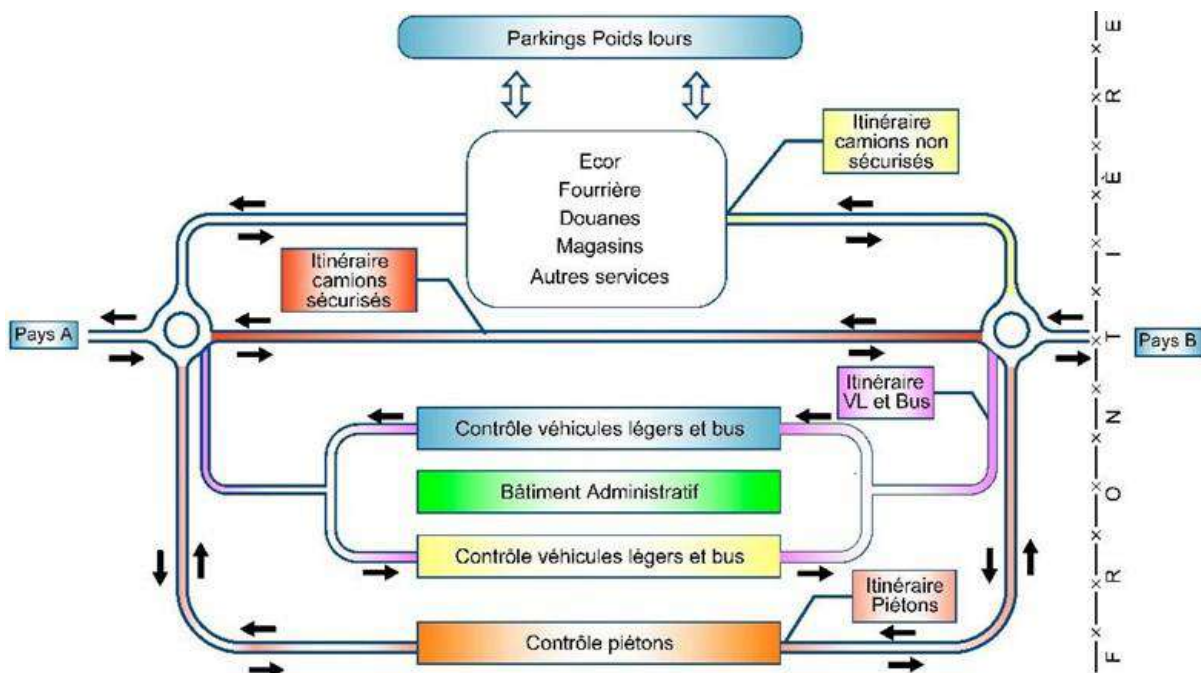 Parkings Poids lours
Itinéraire
camions non
sécurisés
Ecor
Fourrière
Douanes
Magasins
Autres services
Itinéraire
camions
sécurisés
Pays A
Pays B
Itinéraire
VL et Bus
Contrôle véhicules légers et bus
Bâtiment Administratif
Contrôle véhicules légers et bus
Itinéraire
Piétons
Contrôle piétons
FRONTIÈRE